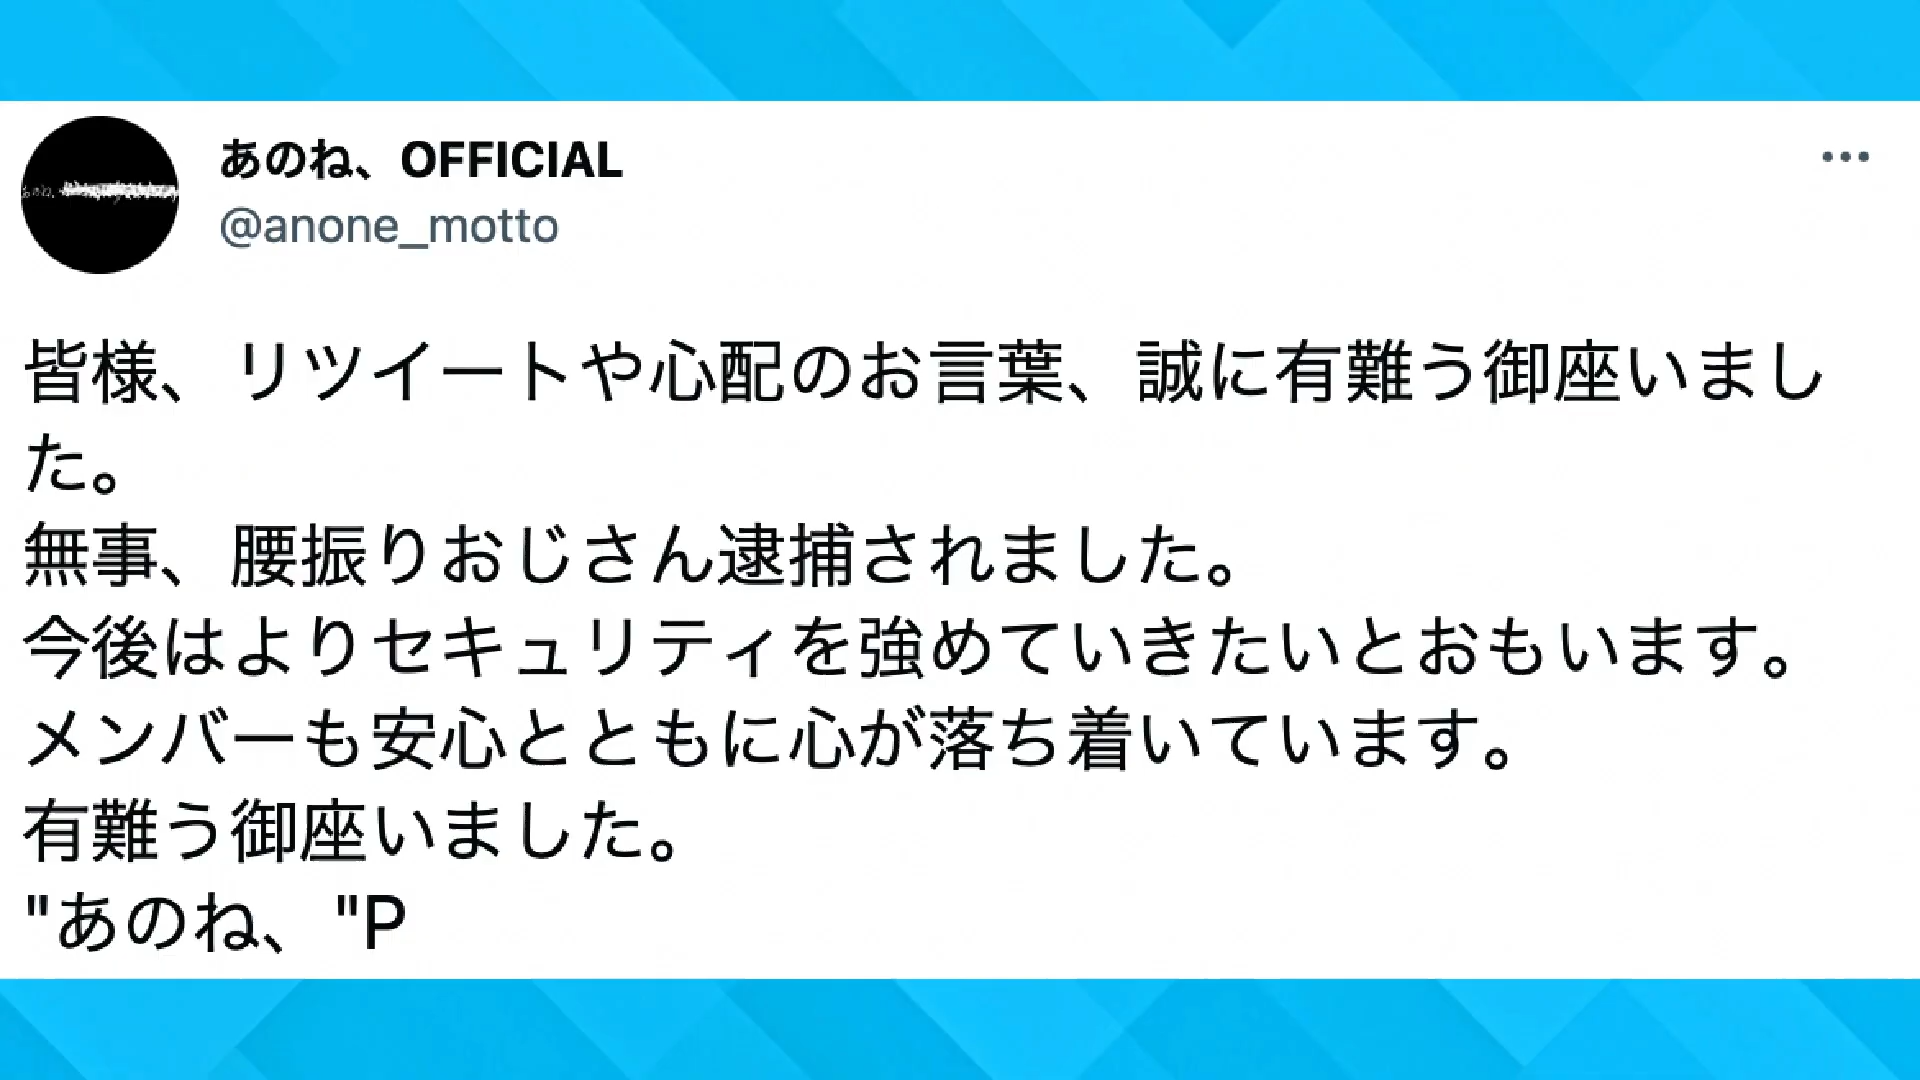 あのね、OFFICIAL
@anone_motto
皆様、リツイートや心配のお言葉、誠に有難う御座いまし
た。
無事、腰振りおじさん逮捕されました。
今後はよりセキュリティを強めていきたいとおもいます。
メンバーも安心とともに心が落ち着いています。
有難う御座いました。
"あのね、"P